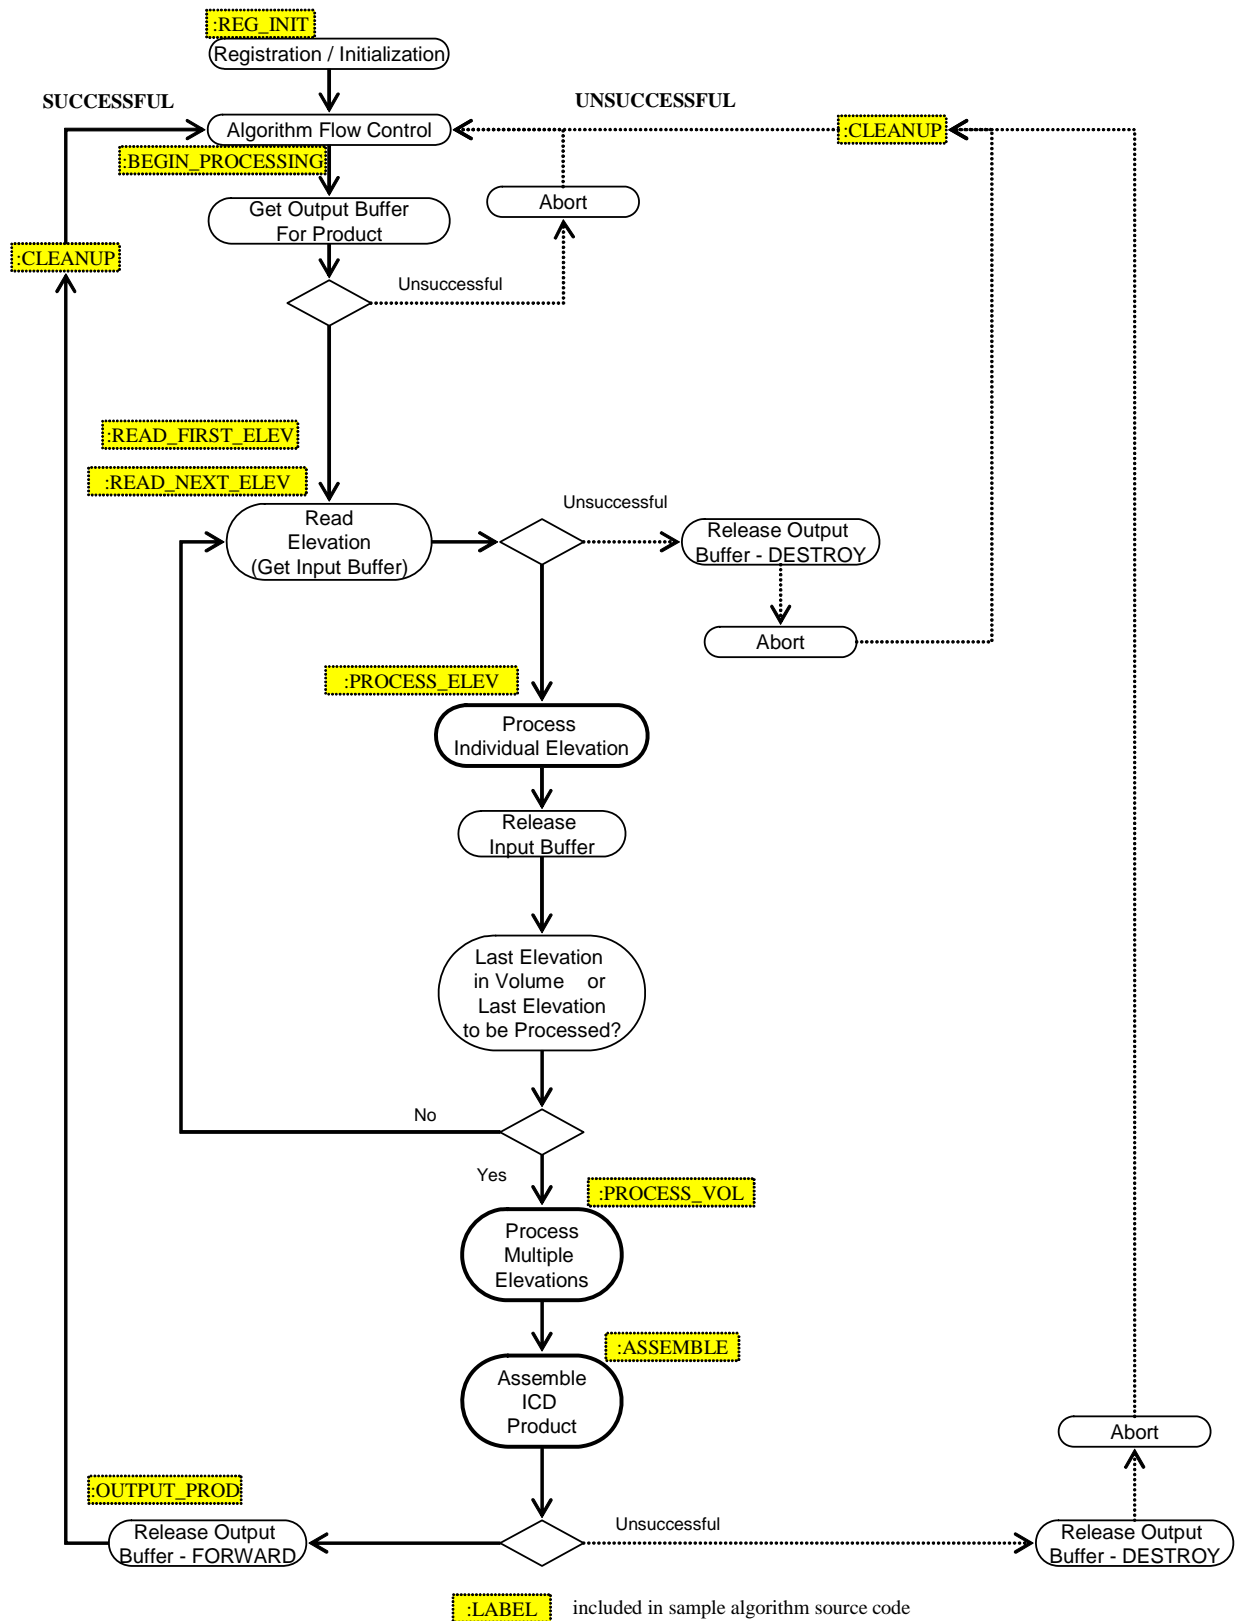 :REG_INIT
Registration / Initialization
SUCCESSFUL
UNSUCCESSFUL
Algorithm Flow Control
:CLEANUP
:BEGIN_PROCESSING
Abort
Get Output Buffer
For Product
:CLEANUP
Unsuccessful
:READ_FIRST_ELEV
:READ_NEXT_ELEV
Unsuccessful
Read
Elevation
(Get Input Buffer)
Release Output
Buffer - DESTROY
Abort
:PROCESS_ELEV
Process
Individual Elevation
Release
Input Buffer
Last Elevation
in Volume or
Last Elevation
to be Processed?
No
Yes
:PROCESS_VOL
Process
Multiple
Elevations
:ASSEMBLE
Assemble
ICD
Product
Abort
:OUTPUT_PROD
Release Output
Buffer - FORWARD
Unsuccessful
Release Output
Buffer - DESTROY
:LABEL included in sample algorithm source code